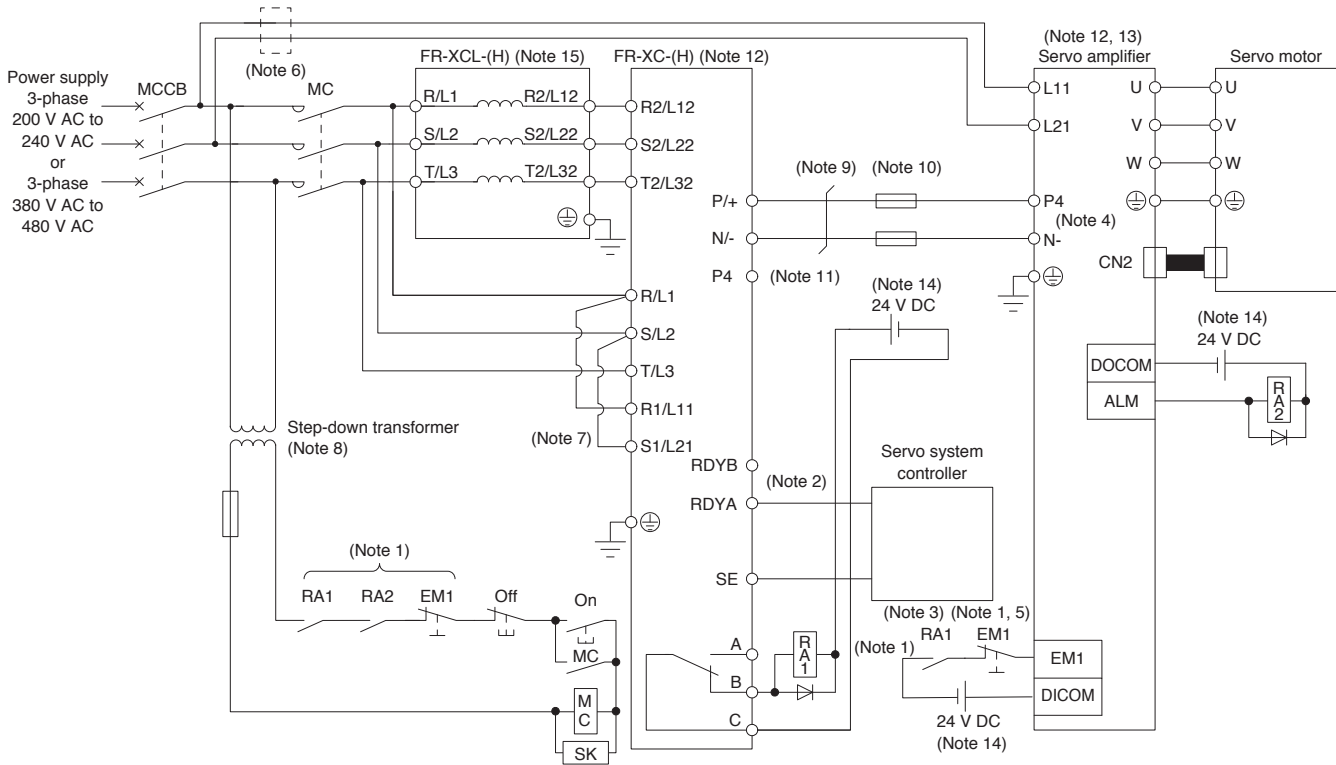 (Note 6)
FR-XCL-(H) (Note 15)
FR-XC-(H) (Note 12)
(Note 12, 13)
Servo amplifier
Servo motor
Power supply
3-phase
200 V AC to
240 V AC
or
3-phase
380 V AC to
480 V AC
MCCB
MC
R/L1
R2/L12
S/L2
S2/L22
T/L3
T2/L32
R2/L12
S2/L22
T2/L32
L11
L21
U
V
W
U
V
W
P/+
N/-
P4
(Note 9)
(Note 10)
(Note 11)
P4
(Note 4)
N-
CN2
R/L1
S/L2
T/L3
R1/L11
S1/L21
(Note 7)
(Note 14)
24 V DC
(Note 14)
24 V DC
DOCOM
ALM
RA2
Step-down transformer
(Note 8)
RDYB
RDYA
SE
(Note 2)
Servo system
controller
(Note 1)
RA1
RA2
EM1
Off
On
MC
MC
SK
A
B
C
RA1
(Note 3)
(Note 1, 5)
(Note 1)
RA1
EM1
EM1
DICOM
24 V DC
(Note 14)